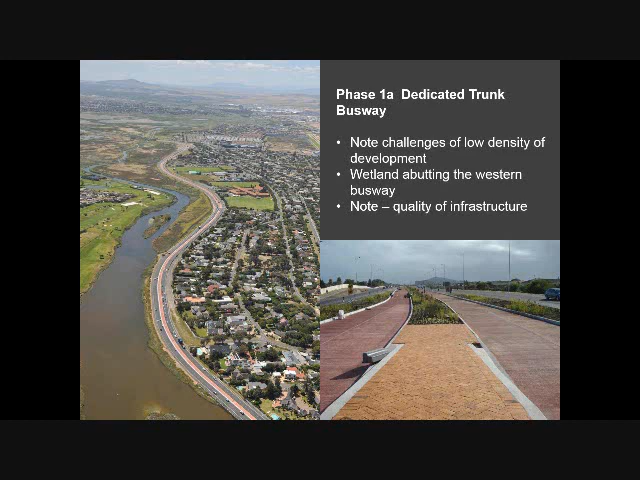 Phase 1a  Dedicated Trunk
Busway
• Note challenges of low density of
development
• Wetland abutting the western
busway
• Note – quality of infrastructure